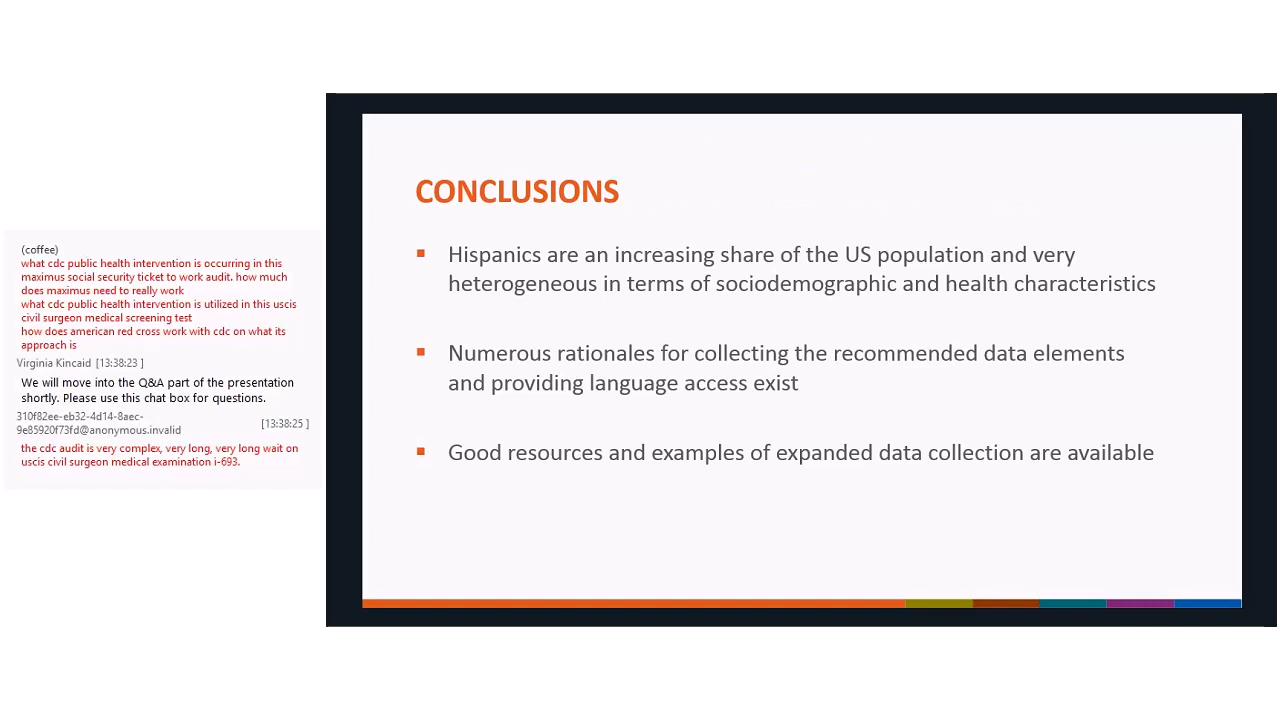 (coffee)
what cdc public health intervention is occurring in this
maximus social security ticket to work audit. how much
does maximus need to really work
what cdc public health intervention is utilized in this uscis
civil surgeon medical screening test
how does american red cross work with cdc on what its
approach is
Virginia Kincaid [13:38:23 ]
We will move into the Q&A part of the presentation
shortly. Please use this chat box for questions.
310f82ee-eb32-4d14-8aec-
9e85920f73fd@anonymous.invalid [13:38:25 ]
the cdc audit is very complex, very long, very long wait on
uscis civil surgeon medical examination i-693.
CONCLUSIONS
▪ Hispanics are an increasing share of the US population and very
heterogeneous in terms of sociodemographic and health characteristics
▪ Numerous rationales for collecting the recommended data elements
and providing language access exist
▪ Good resources and examples of expanded data collection are available